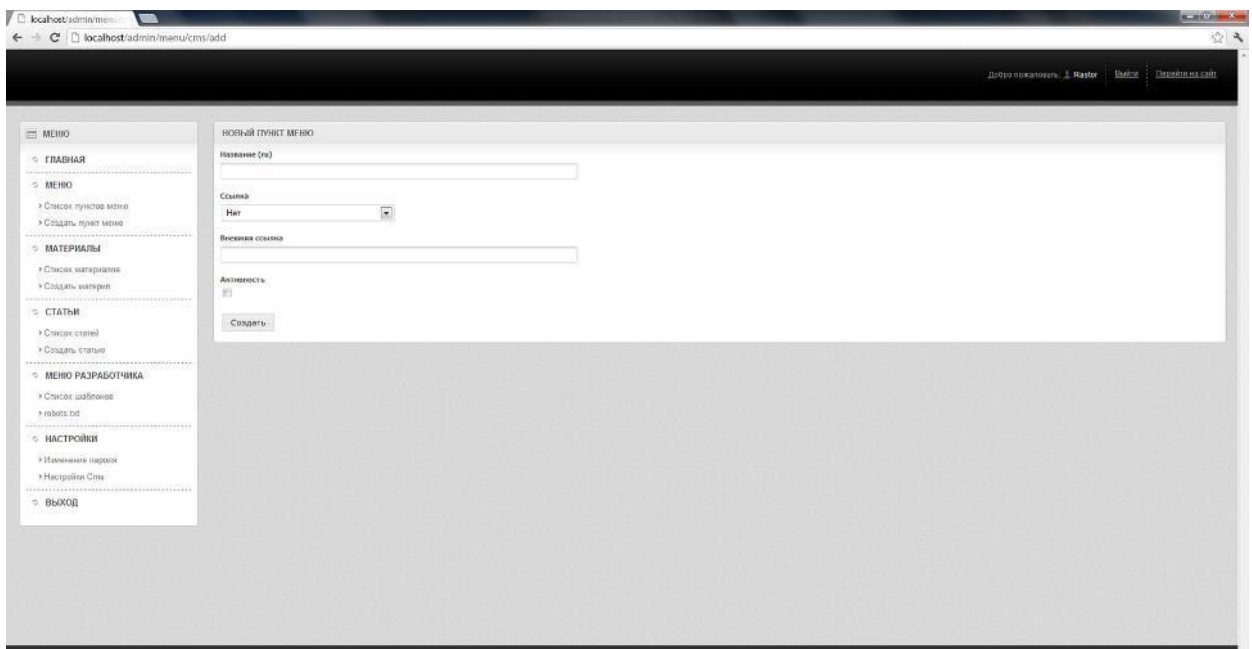 localhost/admin/menu
localhost/admin/menu/cms/add
Добро пожаловать: Rastor Выйти Перейти на сайт
МЕНЮ
ГЛАВНАЯ
МЕНЮ
Список пунктов меню
Создать пункт меню
МАТЕРИАЛЫ
Список материалов
Создать материал
СТАТЬИ
Список статей
Создать статью
МЕНЮ РАЗРАБОТЧИКА
Список шаблонов
robots.txt
НАСТРОЙКИ
Изменение пароля
Настройки Cms
ВЫХОД
НОВЫЙ ПУНКТ МЕНЮ
Название (ru)
Ссылка
Нет
Внешняя ссылка
Активность
Создать